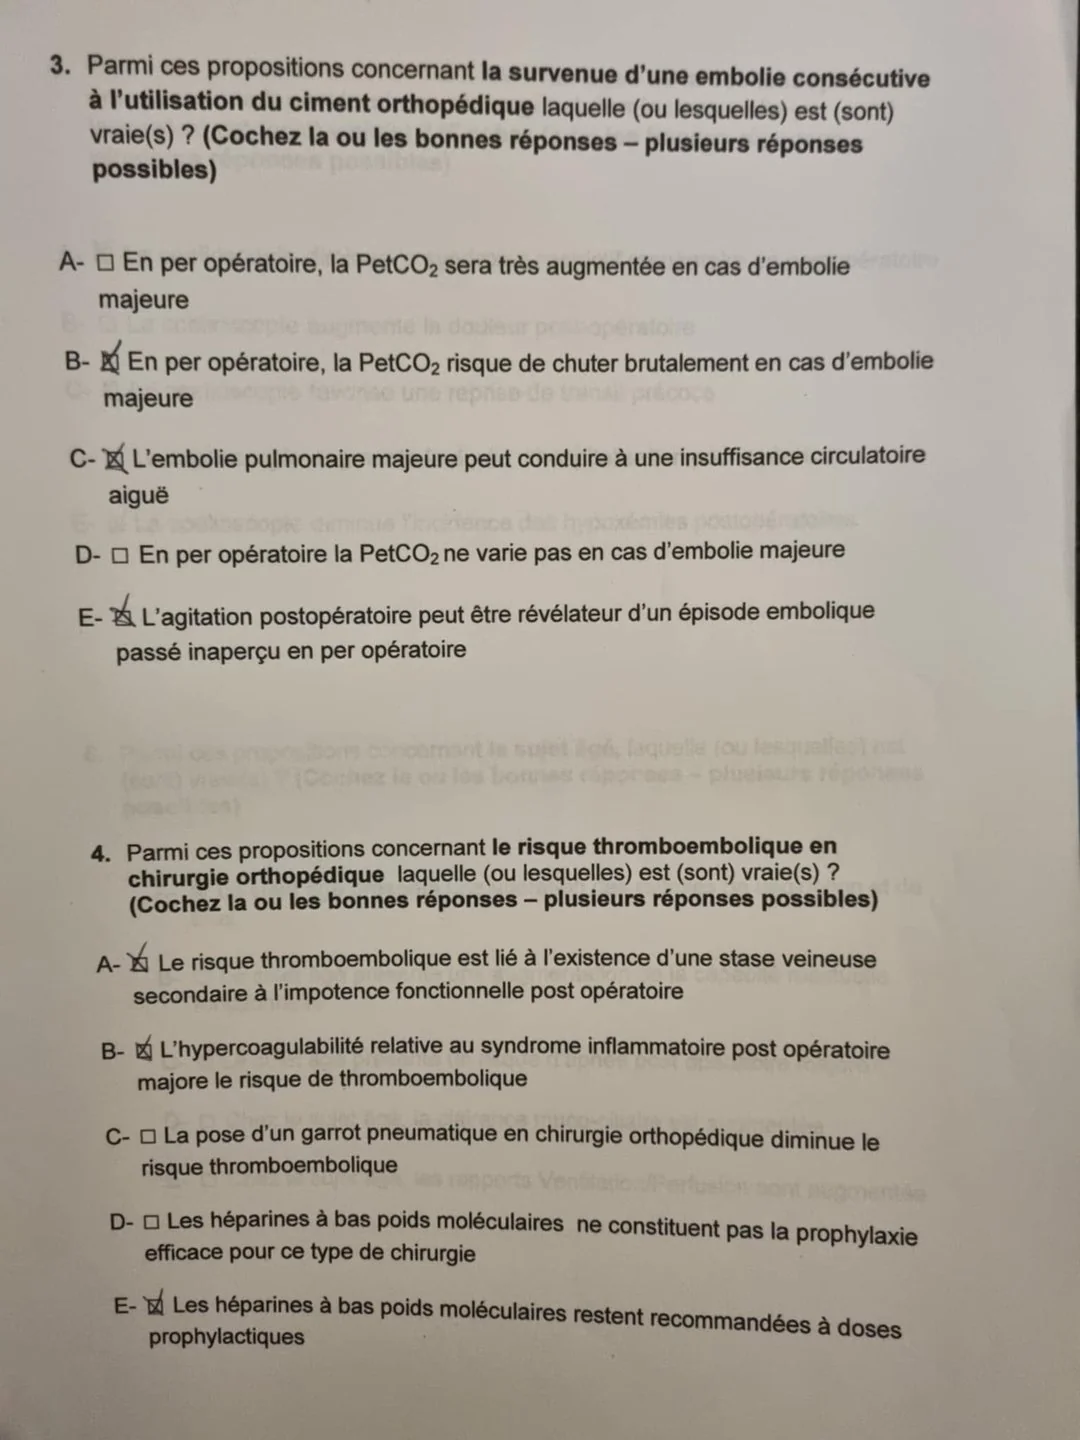 3. Parmi ces propositions concernant la survenue d'une embolie consécutive
à l'utilisation du ciment orthopédique laquelle (ou lesquelles) est (sont)
vraie(s) ? (Cochez la ou les bonnes réponses – plusieurs réponses
possibles)
A- ☐ En per opératoire, la PetCO₂ sera très augmentée en cas d'embolie
majeure
B- ☒ En per opératoire, la PetCO₂ risque de chuter brutalement en cas d'embolie
majeure
C- ☒ L'embolie pulmonaire majeure peut conduire à une insuffisance circulatoire
aiguë
D- ☐ En per opératoire la PetCO₂ ne varie pas en cas d'embolie majeure
E- ☒ L'agitation postopératoire peut être révélateur d'un épisode embolique
passé inaperçu en per opératoire
4. Parmi ces propositions concernant le risque thromboembolique en
chirurgie orthopédique laquelle (ou lesquelles) est (sont) vraie(s) ?
(Cochez la ou les bonnes réponses – plusieurs réponses possibles)
A- ☒ Le risque thromboembolique est lié à l'existence d'une stase veineuse
secondaire à l'impotence fonctionnelle post opératoire
B- ☒ L'hypercoagulabilité relative au syndrome inflammatoire post opératoire
majore le risque de thromboembolique
C- ☐ La pose d'un garrot pneumatique en chirurgie orthopédique diminue le
risque thromboembolique
D- ☐ Les héparines à bas poids moléculaires ne constituent pas la prophylaxie
efficace pour ce type de chirurgie
E- ☒ Les héparines à bas poids moléculaires restent recommandées à doses
prophylactiques